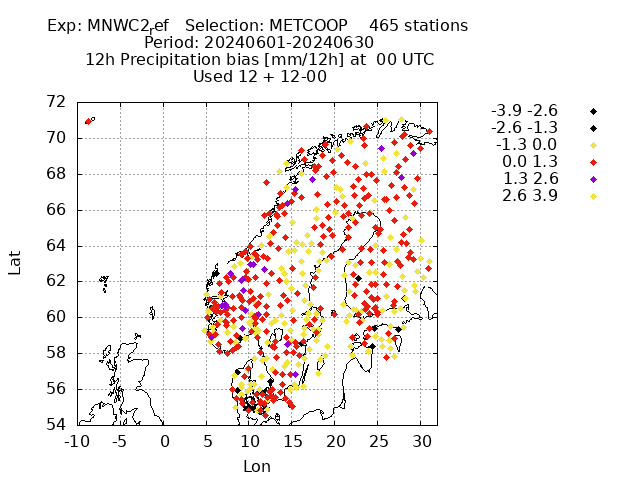 Exp: MNWC2ref   Selection: METCOOP    465 stations
Period: 20240601-20240630
12h Precipitation bias [mm/12h] at  00 UTC
Used 12 + 12-00
-3.9 -2.6
-2.6 -1.3
-1.3 0.0
0.0 1.3
1.3 2.6
2.6 3.9
72
70
68
66
64
62
60
58
56
54
Lat
-10 -5 0 5 10 15 20 25 30
Lon